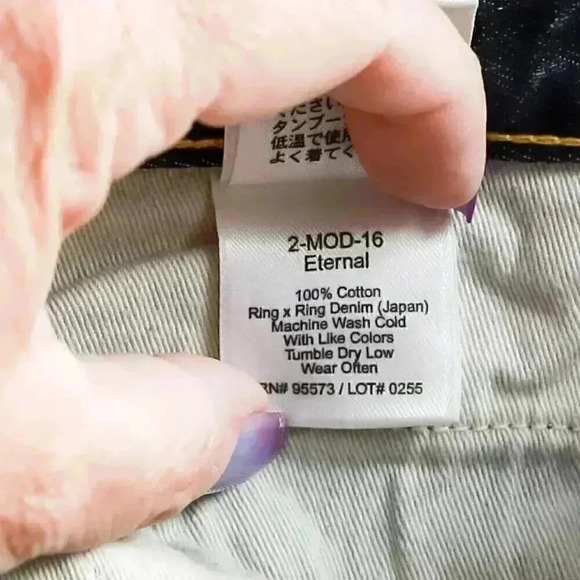 ださい
タンブ
低温で使
よく着てく
2-MOD-16
Eternal
100% Cotton
Ring x Ring Denim (Japan)
Machine Wash Cold
With Like Colors
Tumble Dry Low
Wear Often
RN# 95573 / LOT# 0255